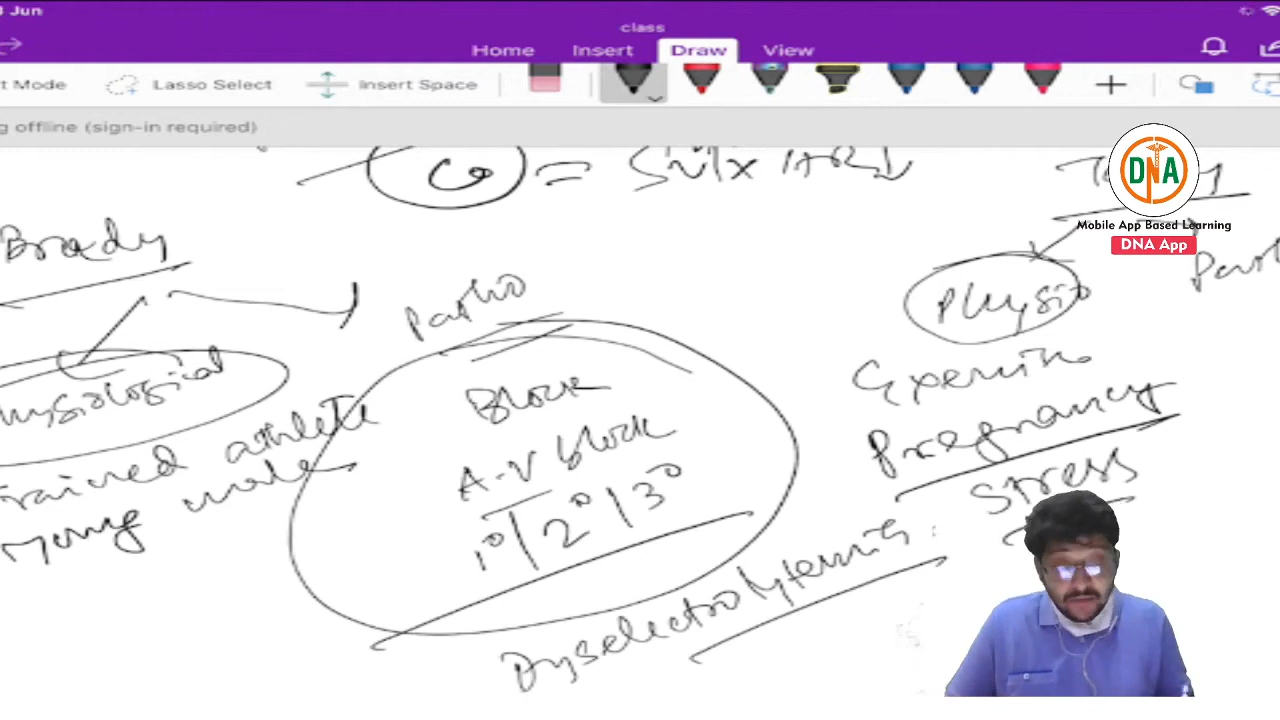 3 Jun
class
Home Insert Draw View
rt Mode Lasso Select Insert Space
g offline (sign-in required)
DNA
Mobile App Based Learning
DNA App
Co = SV x HR ↓
Brady
Patho
Physio
Physiological
Block
Exercise
trained athlete
A-V block
Pregnancy
young male
1° / 2° / 3°
Stress
Dyselectrolytemia